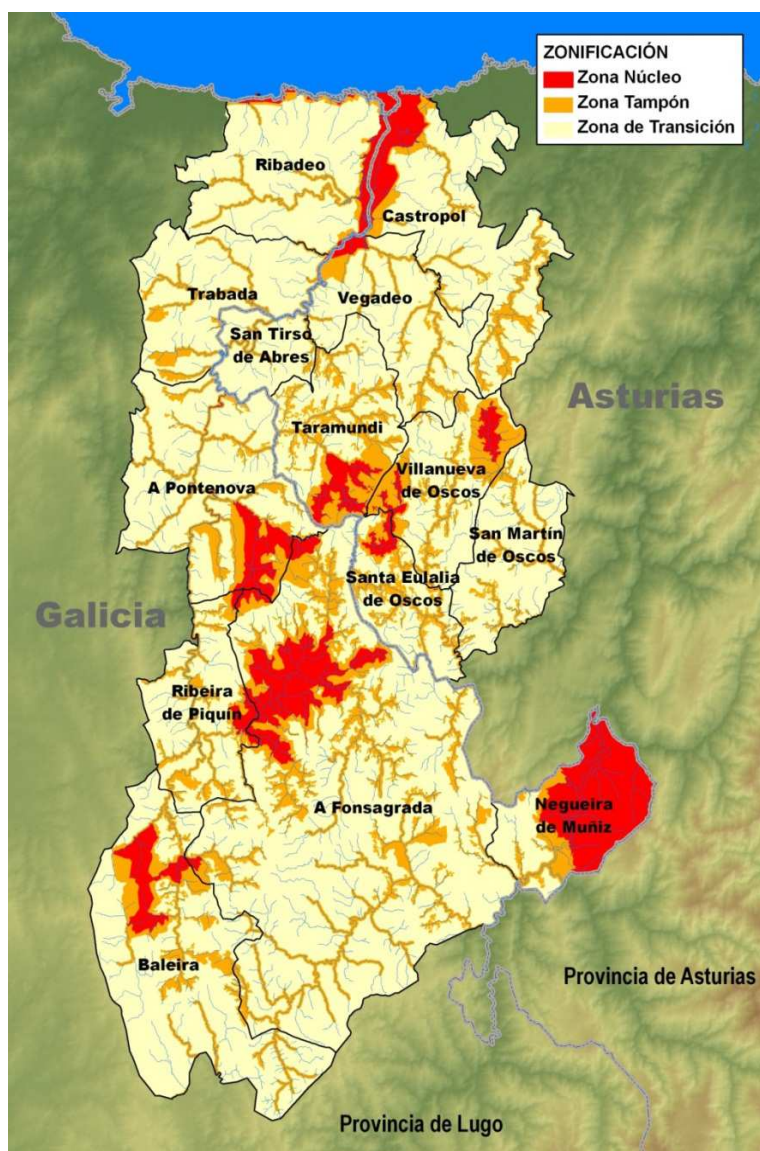 ZONIFICACIÓN
Zona Núcleo
Zona Tampón
Zona de Transición
Ribadeo
Castropol
Trabada
Vegadeo
San Tirso
de Abres
Asturias
Taramundi
Villanueva
de Oscos
A Pontenova
San Martín
de Oscos
Santa Eulalia
de Oscos
Galicia
Ribeira
de Piquín
A Fonsagrada
Negueira
de Muñiz
Baleira
Provincia de Asturias
Provincia de Lugo